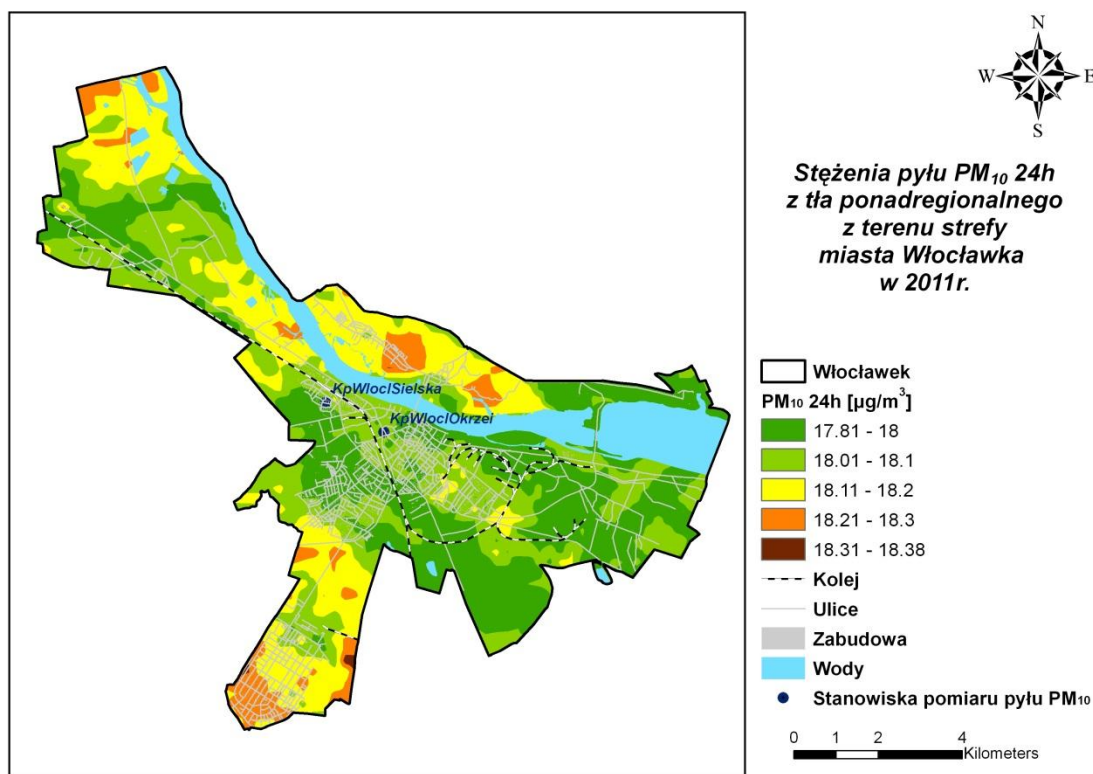 N
W E
S
Stężenia pyłu PM₁₀ 24h
z tła ponadregionalnego
z terenu strefy
miasta Włocławka
w 2011r.
KpWloclSielska
KpWloclOkrzei
Włocławek
PM₁₀ 24h [µg/m³]
17.81 - 18
18.01 - 18.1
18.11 - 18.2
18.21 - 18.3
18.31 - 18.38
Kolej
Ulice
Zabudowa
Wody
Stanowiska pomiaru pyłu PM₁₀
0 1 2 4
Kilometers